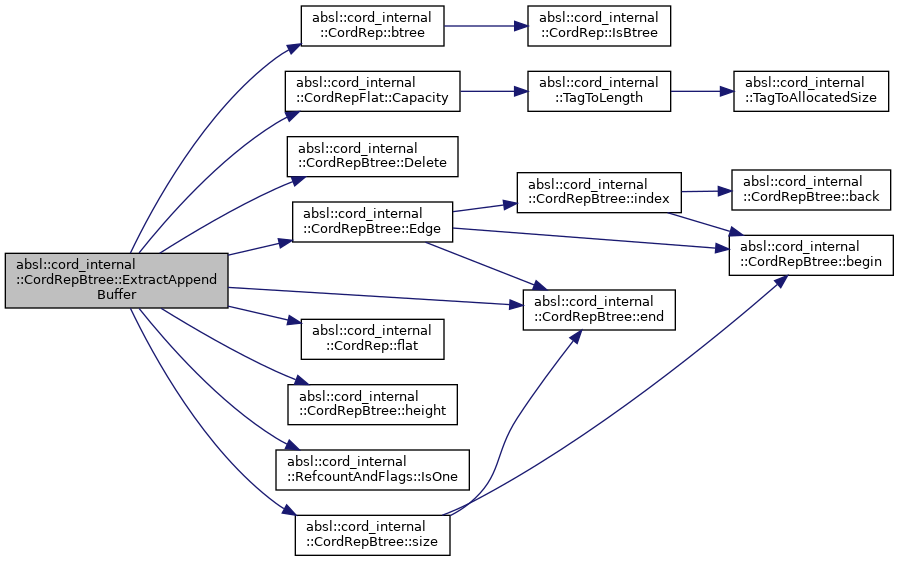 absl::cord_internal
::CordRepBtree::ExtractAppend
Buffer
absl::cord_internal
::CordRep::btree
absl::cord_internal
::CordRep::IsBtree
absl::cord_internal
::CordRepFlat::Capacity
absl::cord_internal
::TagToLength
absl::cord_internal
::TagToAllocatedSize
absl::cord_internal
::CordRepBtree::Delete
absl::cord_internal
::CordRepBtree::Edge
absl::cord_internal
::CordRepBtree::index
absl::cord_internal
::CordRepBtree::back
absl::cord_internal
::CordRepBtree::begin
absl::cord_internal
::CordRepBtree::end
absl::cord_internal
::CordRep::flat
absl::cord_internal
::CordRepBtree::height
absl::cord_internal
::RefcountAndFlags::IsOne
absl::cord_internal
::CordRepBtree::size